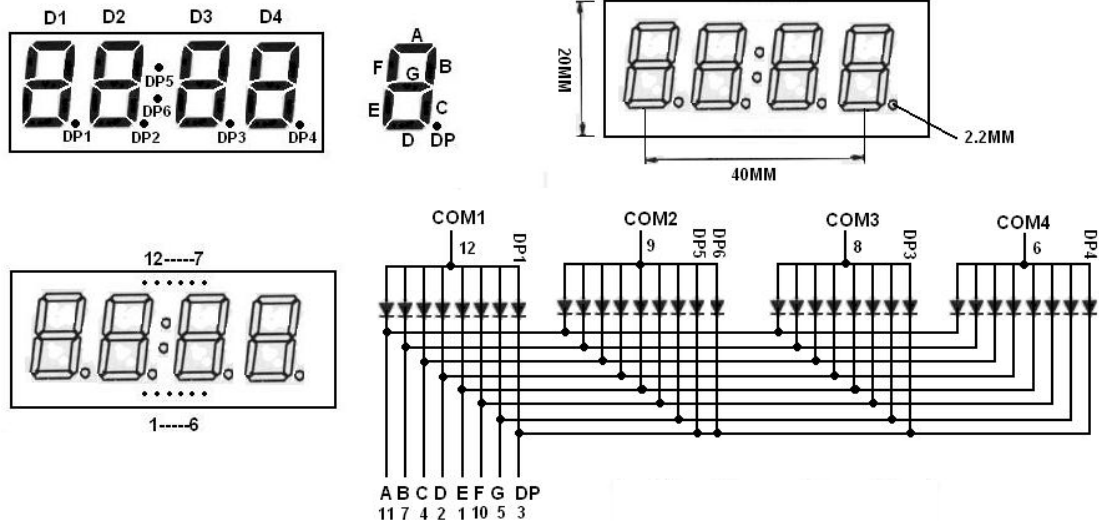 D1 D2 D3 D4
DP5
DP6
DP1 DP2 DP3 DP4
A
F B
G
E C
D DP
20MM
2.2MM
40MM
12-----7
1-----6
COM1 COM2 COM3 COM4
12 9 8 6
DP1 DP5 DP6 DP3 DP4
A B C D E F G DP
11 7 4 2 1 10 5 3